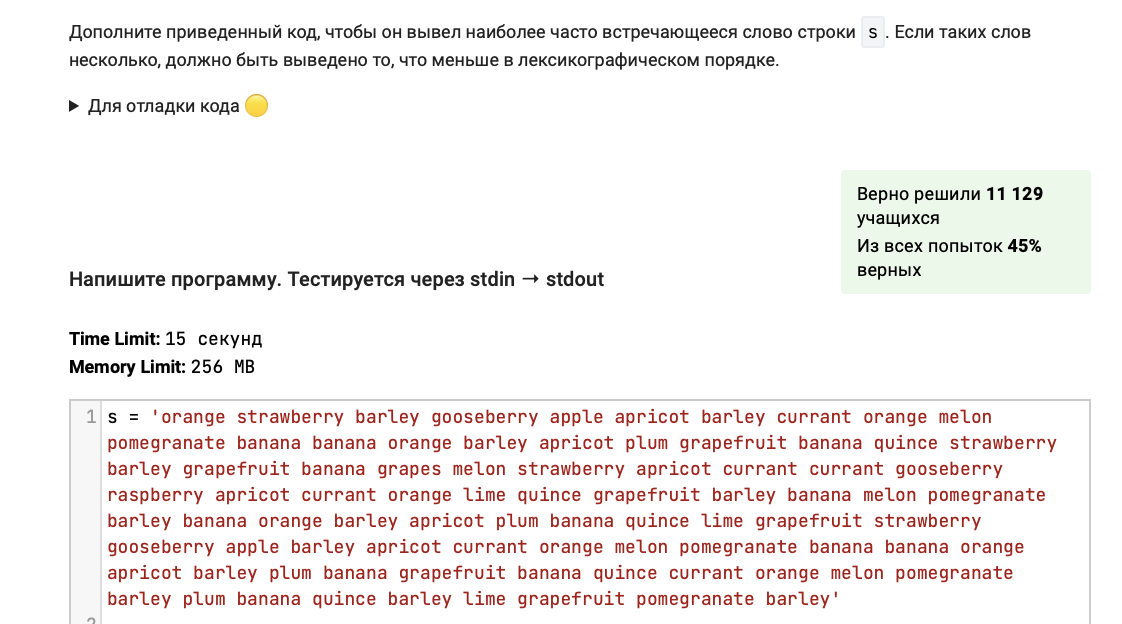 Дополните приведенный код, чтобы он вывел наиболее часто встречающееся слово строки s. Если таких слов
несколько, должно быть выведено то, что меньше в лексикографическом порядке.
Для отладки кода
Верно решили 11 129
учащихся
Из всех попыток 45%
верных
Напишите программу. Тестируется через stdin → stdout
Time Limit: 15 секунд
Memory Limit: 256 MB
1 s = 'orange strawberry barley gooseberry apple apricot barley currant orange melon
pomegranate banana banana orange barley apricot plum grapefruit banana quince strawberry
barley grapefruit banana grapes melon strawberry apricot currant currant gooseberry
raspberry apricot currant orange lime quince grapefruit barley banana melon pomegranate
barley banana orange barley apricot plum banana quince lime grapefruit strawberry
gooseberry apple barley apricot currant orange melon pomegranate banana banana orange
apricot barley plum banana grapefruit banana quince currant orange melon pomegranate
barley plum banana quince barley lime grapefruit pomegranate barley'
2